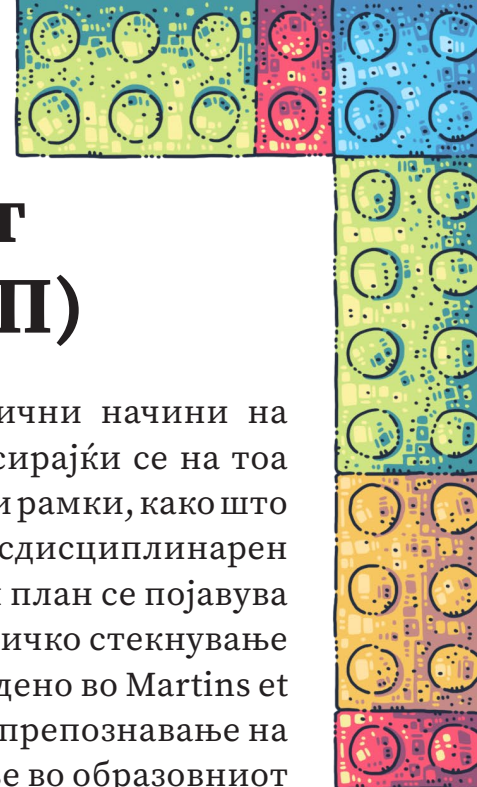 т
П)
ични начини на
сирајќи се на тоа
и рамки, како што
сдисциплинарен
план се појавува
ичко стекнување
дено во Martins et
препознавање на
е во образовниот